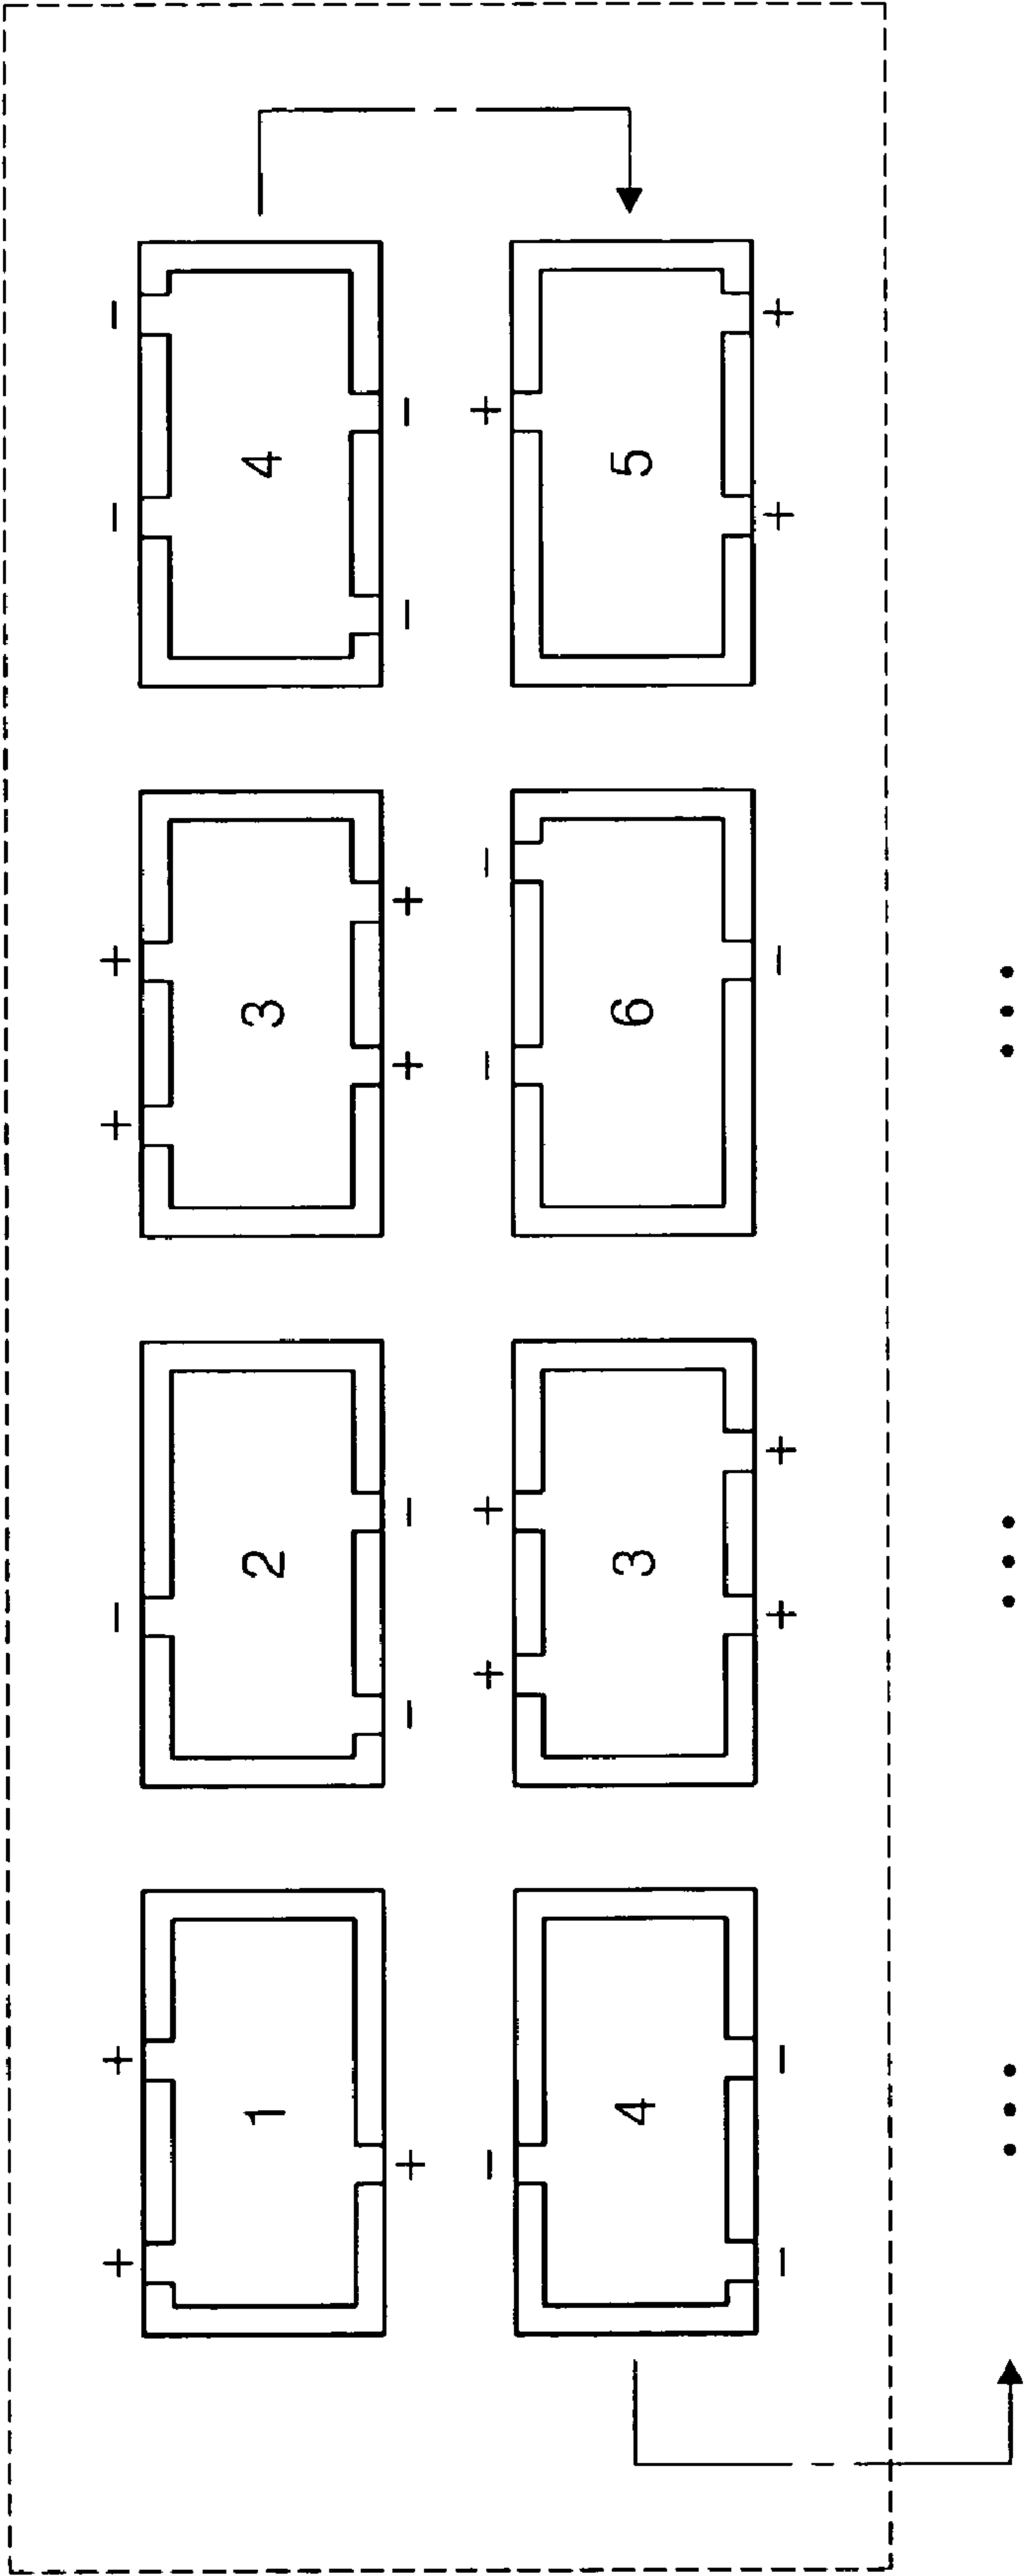 + + − + + − −
1 2 3 4
+ − − + + − −
− + + − − +
4 3 6 5
− − + + − + +